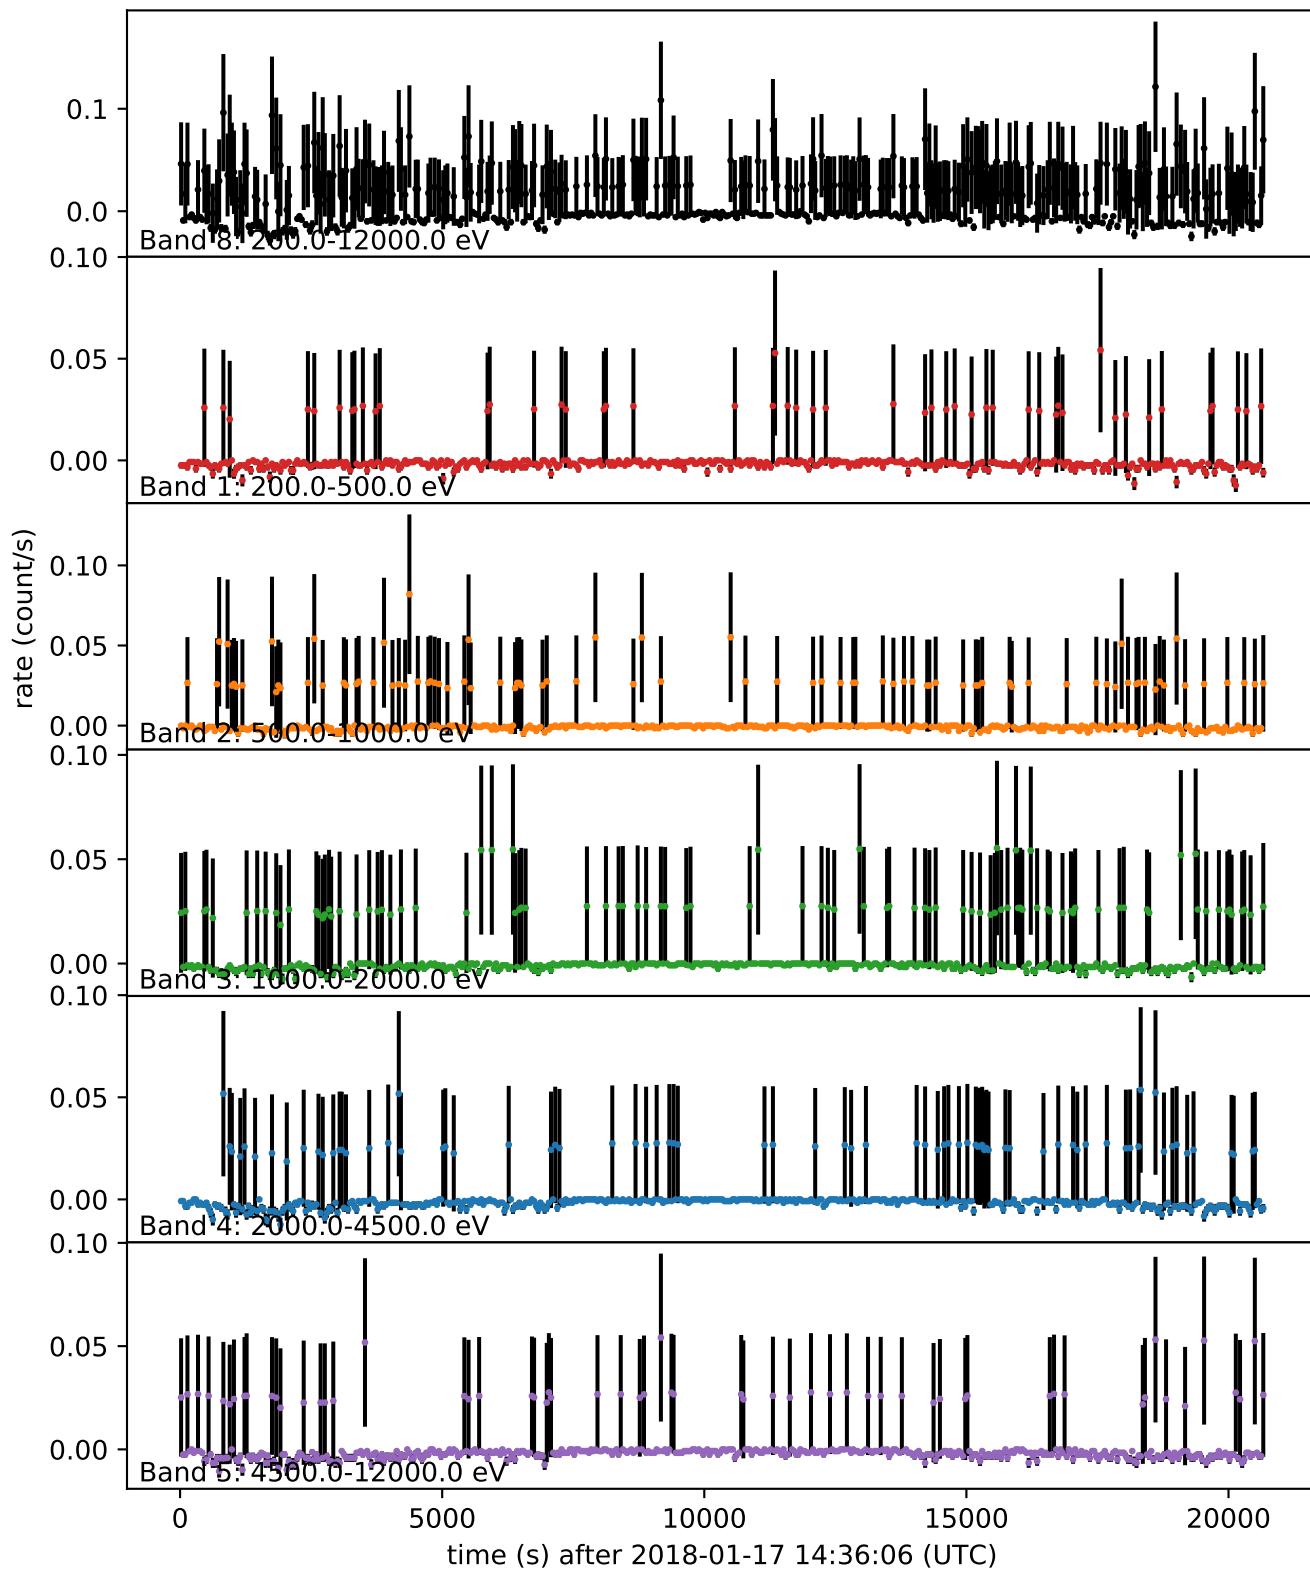 0.1
0.0
Band 8: 200.0-12000.0 eV
0.10
0.05
0.00
Band 1: 200.0-500.0 eV
rate (count/s)
0.10
0.05
0.00
Band 2: 500.0-1000.0 eV
0.10
0.05
0.00
Band 3: 1000.0-2000.0 eV
0.10
0.05
0.00
Band 4: 2000.0-4500.0 eV
0.10
0.05
0.00
Band 5: 4500.0-12000.0 eV
0 5000 10000 15000 20000
time (s) after 2018-01-17 14:36:06 (UTC)